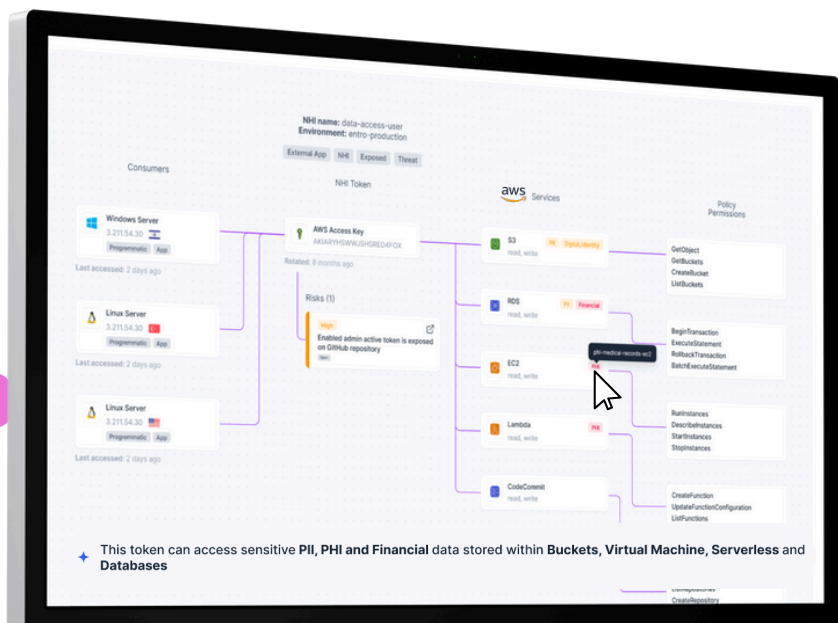 NHI name: data-access-user
Environment: entro-production
External App
NHI
Exposed
Threat
Consumers
NHI Token
aws
Services
Policy
Permissions
Windows Server
3.211.54.30
Programmatic
App
Last accessed: 2 days ago
Linux Server
3.211.54.30
Programmatic
App
Last accessed: 2 days ago
Linux Server
3.211.54.30
Programmatic
App
Last accessed: 2 days ago
AWS Access Key
Rotated: 8 months ago
Risks (1)
High
Enabled admin active token is exposed
on GitHub repository
Open
S3
read, write
PII
Digital_identity
RDS
read, write
PII
Financial
phi-medical-records-ec2
EC2
read, write
PHI
Lambda
read, write
PHI
CodeCommit
read, write
GetObject
GetBuckets
CreateBucket
ListBuckets
BeginTransaction
ExecuteStatement
RollbackTransaction
BatchExecuteStatement
RunInstances
DescribeInstances
StartInstances
StopInstances
CreateFunction
UpdateFunctionConfiguration
ListFunctions
This token can access sensitive PII, PHI and Financial data stored within Buckets, Virtual Machine, Serverless and
Databases
ListRepositories
CreateRepository